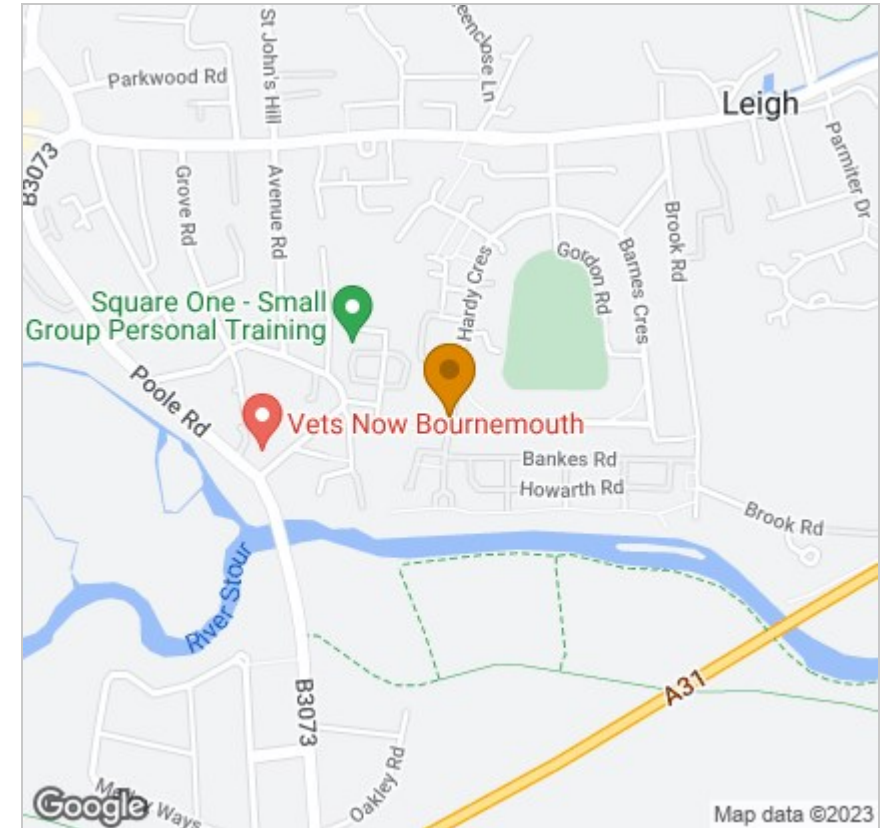 St John's Hill
Parkwood Rd
Leigh
B3073
Grove Rd
Avenue Rd
Parmiter Dr
Brook Rd
Hardy Cres
Gordon Rd
Barnes Cres
Square One - Small
Group Personal Training
Poole Rd
Vets Now Bournemouth
Bankes Rd
Howarth Rd
Brook Rd
River Stour
A31
B3073
Oakley Rd
Ways
Google
Map data ©2023